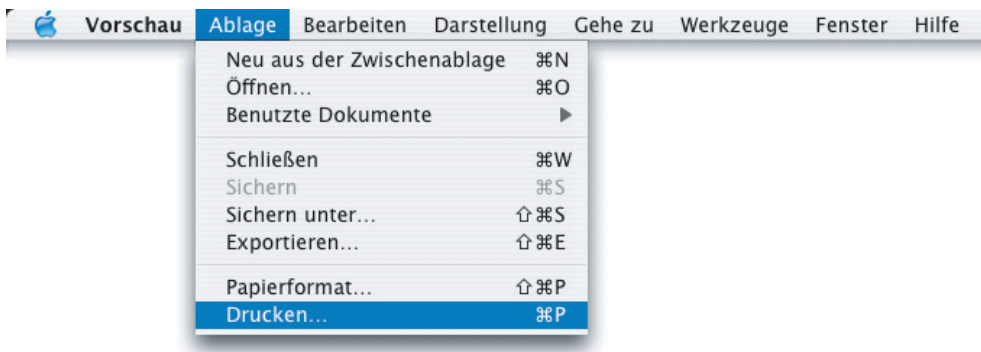 Vorschau Ablage Bearbeiten Darstellung Gehe zu Werkzeuge Fenster Hilfe
Neu aus der Zwischenablage ⌘N
Öffnen... ⌘O
Benutzte Dokumente ▶
Schließen ⌘W
Sichern ⌘S
Sichern unter... ⇧⌘S
Exportieren... ⇧⌘E
Papierformat... ⇧⌘P
Drucken... ⌘P